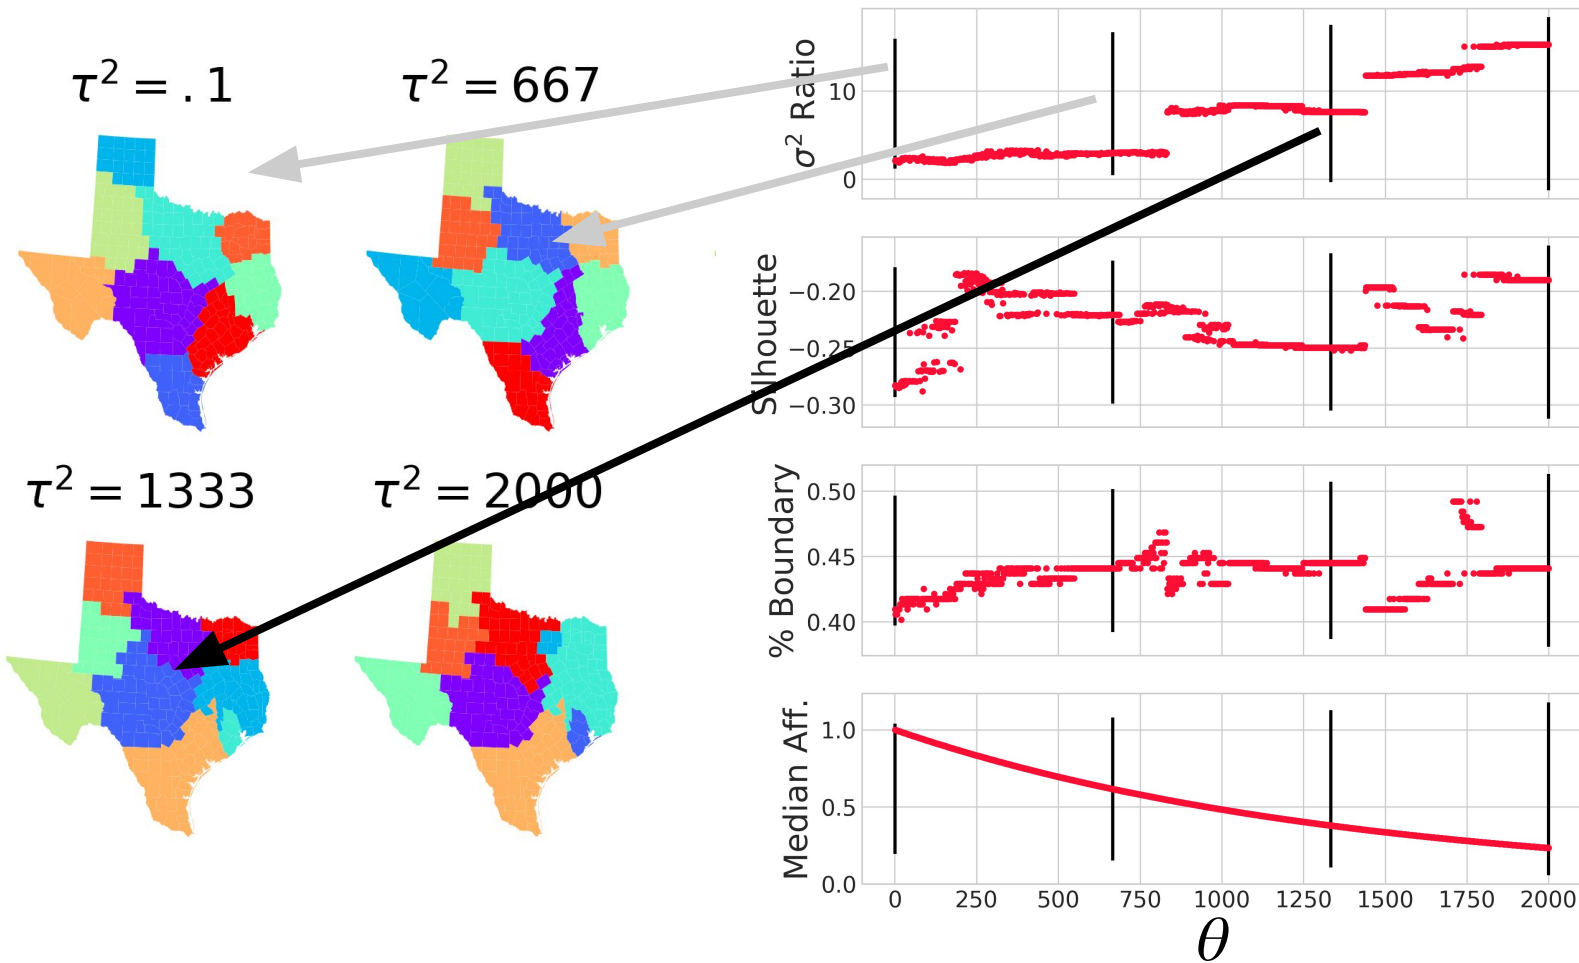 τ² = .1
τ² = 667
τ² = 1333
τ² = 2000
σ² Ratio
10
0
Silhouette
−0.20
−0.25
−0.30
% Boundary
0.50
0.45
0.40
Median Aff.
1.0
0.5
0.0
0 250 500 750 1000 1250 1500 1750 2000
θ